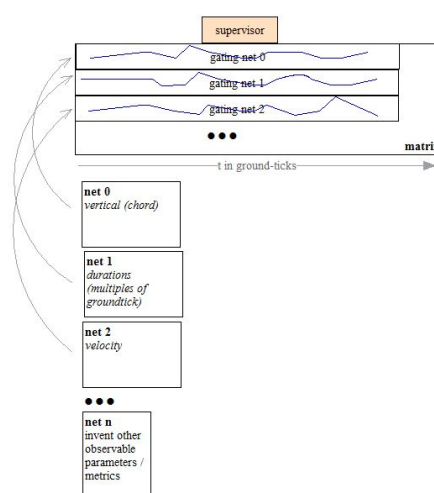 supervisor
gating net 0
gating net 1
gating net 2
matrix
t in ground-ticks
net 0
vertical (chord)
net 1
durations
(multiples of
groundtick)
net 2
velocity
net n
invent other
observable
parameters /
metrics